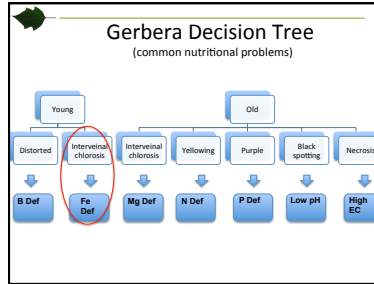 Gerbera Decision Tree
(common nutritional problems)
Young
Old
Distorted
Interveinal
chlorosis
Interveinal
chlorosis
Yellowing
Purple
Black
spotting
Necrosis
B Def
Fe
Def
Mg Def
N Def
P Def
Low pH
High
EC